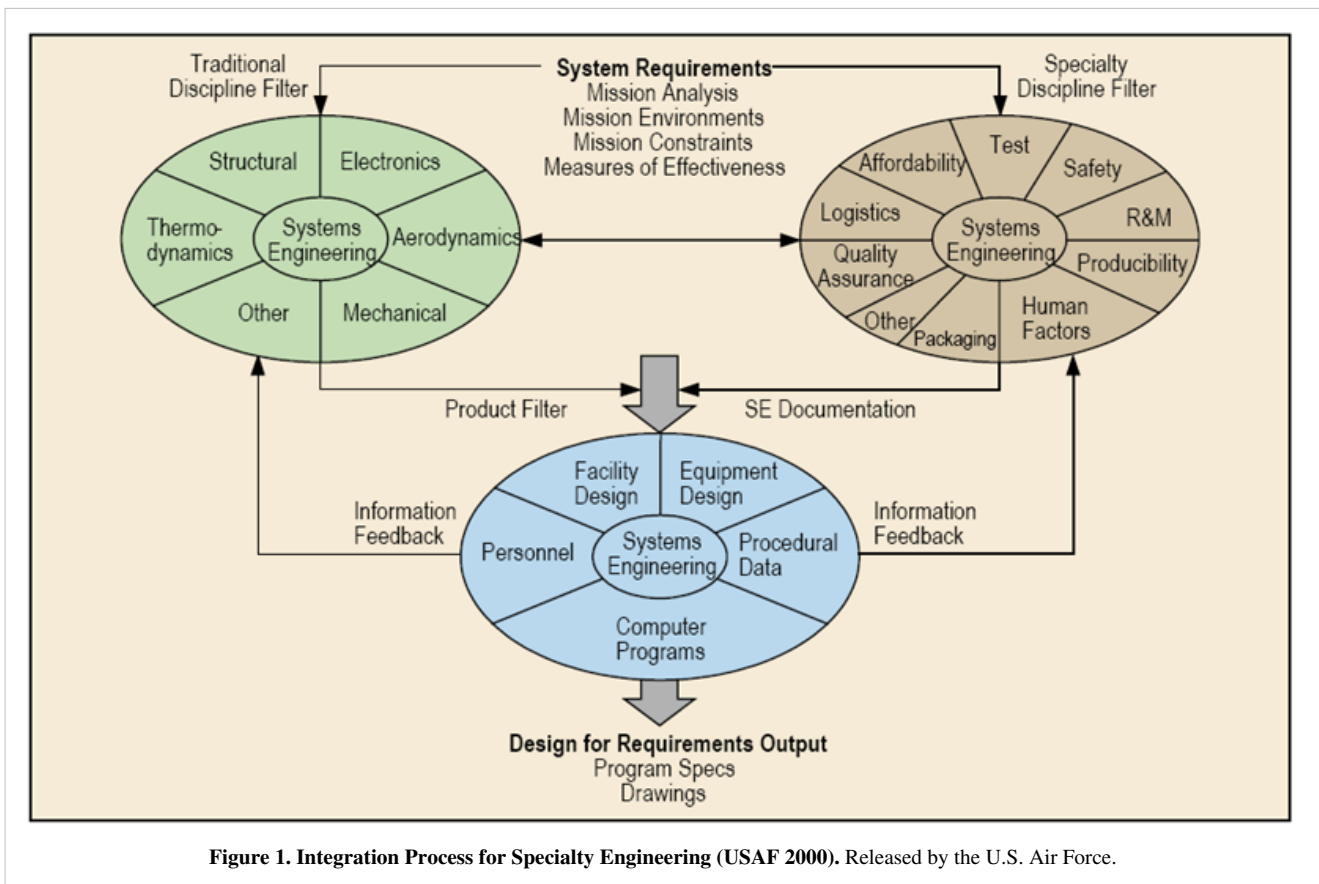 Traditional
Discipline Filter
System Requirements
Mission Analysis
Mission Environments
Mission Constraints
Measures of Effectiveness
Specialty
Discipline Filter
Structural
Electronics
Thermo-
dynamics
Systems
Engineering
Aerodynamics
Other
Mechanical
Affordability
Test
Safety
Logistics
Systems
Engineering
R&M
Quality
Assurance
Producibility
Other
Packaging
Human
Factors
Product Filter
SE Documentation
Information
Feedback
Facility
Design
Equipment
Design
Personnel
Systems
Engineering
Procedural
Data
Computer
Programs
Information
Feedback
Design for Requirements Output
Program Specs
Drawings
Figure 1. Integration Process for Specialty Engineering (USAF 2000). Released by the U.S. Air Force.